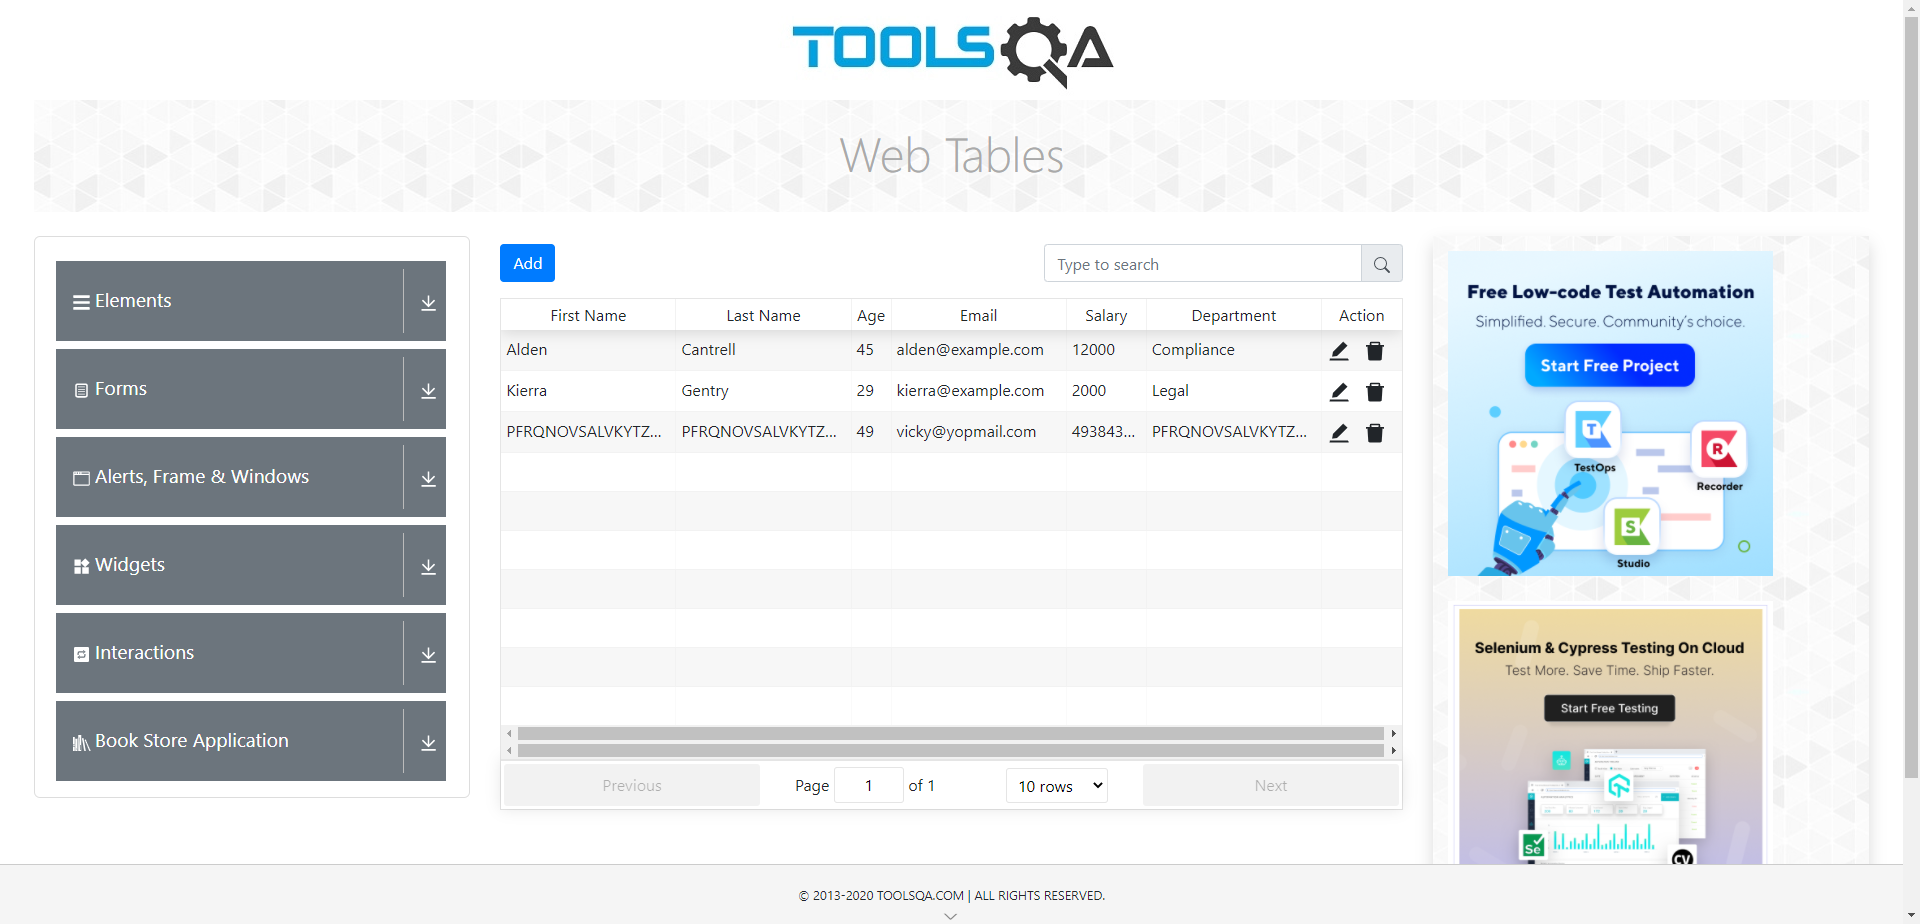 TOOLSQA
Web Tables
Elements
Forms
Alerts, Frame & Windows
Widgets
Interactions
Book Store Application
Add
Type to search
First Name Last Name Age Email Salary Department Action
Alden Cantrell 45 alden@example.com 12000 Compliance
Kierra Gentry 29 kierra@example.com 2000 Legal
PFRQNOVSALVKYTZ... PFRQNOVSALVKYTZ... 49 vicky@yopmail.com 493843... PFRQNOVSALVKYTZ...
Previous Page 1 of 1 10 rows Next
Free Low-code Test Automation
Simplified. Secure. Community's choice.
Start Free Project
T
TestOps
R
Recorder
S
Studio
Selenium & Cypress Testing On Cloud
Test More. Save Time. Ship Faster.
Start Free Testing
Se
CV
© 2013-2020 TOOLSQA.COM | ALL RIGHTS RESERVED.